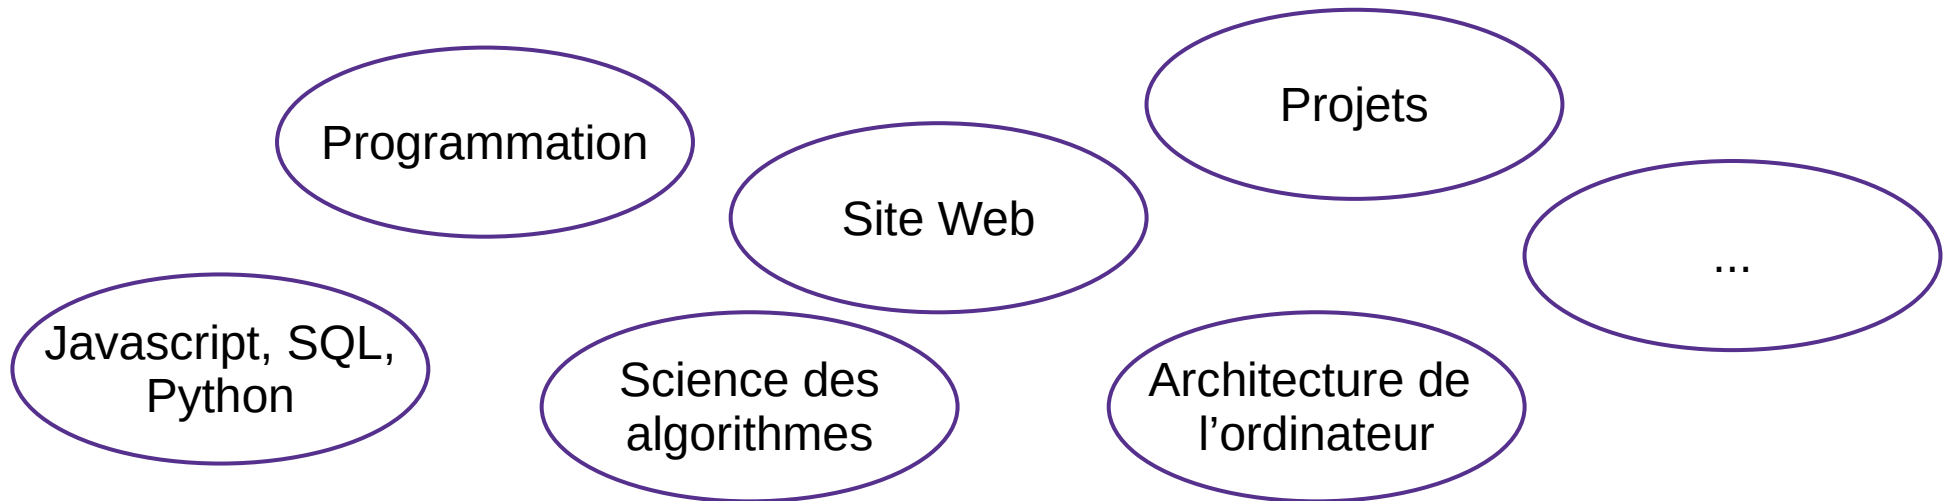 Programmation
Projets
Site Web
...
Javascript, SQL,
Python
Science des
algorithmes
Architecture de
l’ordinateur